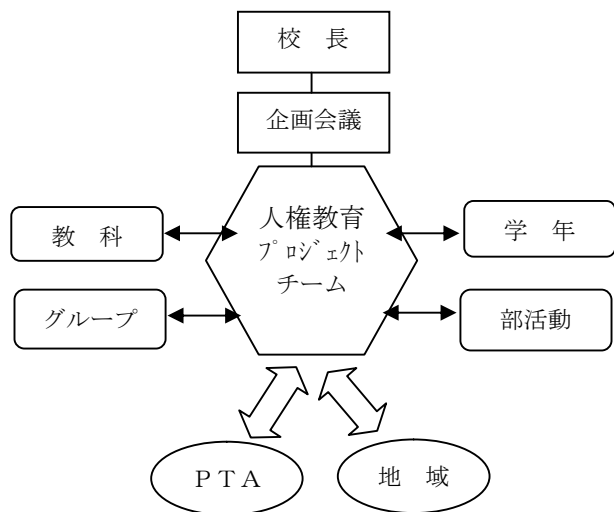 校　長
企画会議
人権教育
ﾌﾟﾛｼﾞｪｸﾄ
チーム
教　科
学　年
グループ
部活動
ＰＴＡ
地　域